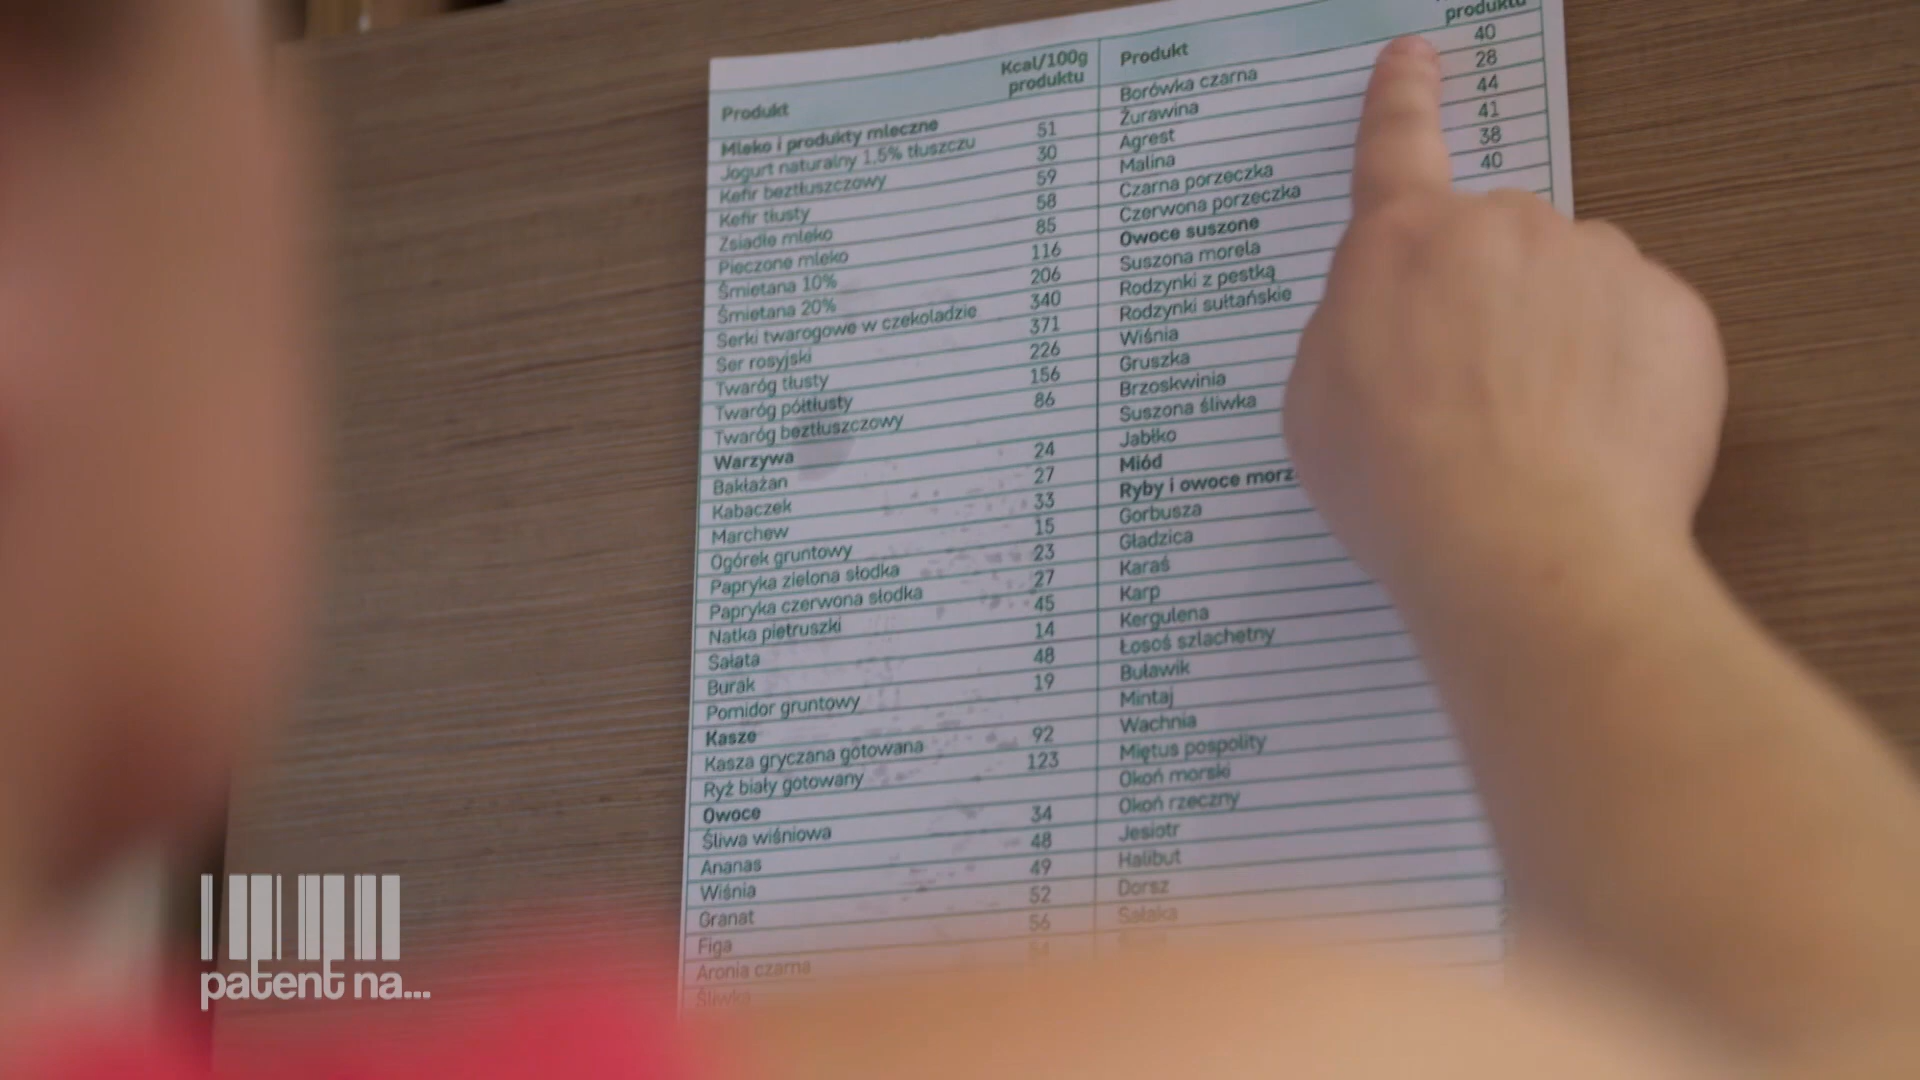 Produkt Kcal/100g produktu
Mleko i produkty mleczne
Jogurt naturalny 1,5% tłuszczu 51
Kefir beztłuszczowy 30
Kefir tłusty 59
Zsiadłe mleko 58
Pieczone mleko 85
Śmietana 10% 116
Śmietana 20% 206
Serki twarogowe w czekoladzie 340
Ser rosyjski 371
Twaróg tłusty 226
Twaróg półtłusty 156
Twaróg beztłuszczowy 86
Warzywa
Bakłażan 24
Kabaczek 27
Marchew 33
Ogórek gruntowy 15
Papryka zielona słodka 23
Papryka czerwona słodka 27
Natka pietruszki 45
Sałata 14
Burak 48
Pomidor gruntowy 19
Kasze
Kasza gryczana gotowana 92
Ryż biały gotowany 123
Owoce
Śliwa wiśniowa 34
Ananas 48
Wiśnia 49
Granat 52
Figa 56
Aronia czarna
Śliwka
Produkt produktu
Borówka czarna 40
Żurawina 28
Agrest 44
Malina 41
Czarna porzeczka 38
Czerwona porzeczka 40
Owoce suszone
Suszona morela
Rodzynki z pestką
Rodzynki sułtańskie
Wiśnia
Gruszka
Brzoskwinia
Suszona śliwka
Jabłko
Miód
Ryby i owoce morz
Gorbusza
Gładzica
Karaś
Karp
Kergulena
Łosoś szlachetny
Buławik
Mintaj
Wachnia
Miętus pospolity
Okoń morski
Okoń rzeczny
Jesiotr
Halibut
Dorsz
Sałaka
patent na...